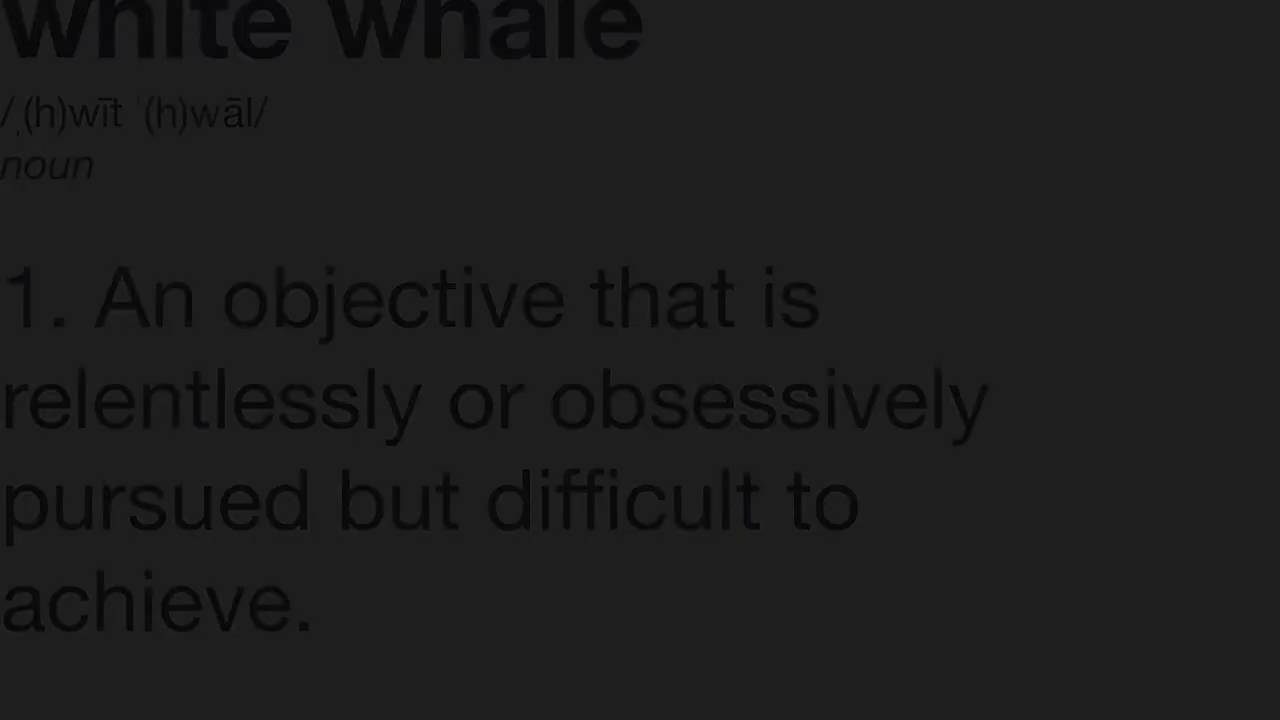 white whale
/ˌ(h)wīt ˈ(h)wāl/
noun
1. An objective that is
relentlessly or obsessively
pursued but difficult to
achieve.